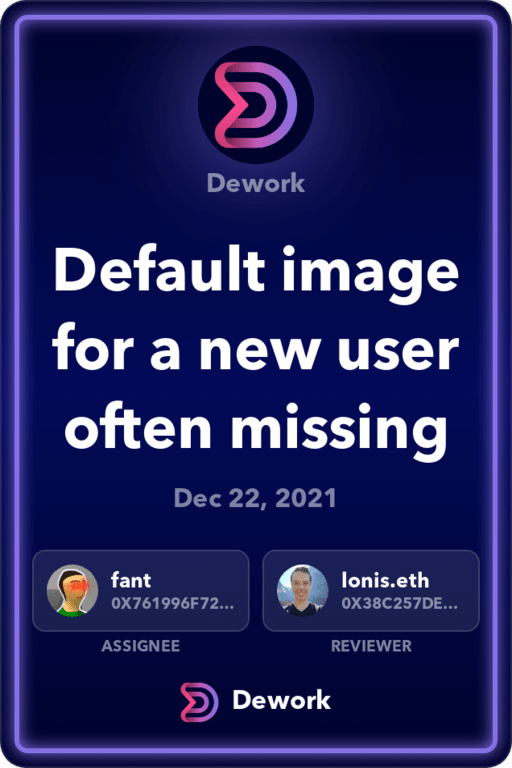 Dework
Default image
for a new user
often missing
Dec 22, 2021
fant
0X761996F72...
lonis.eth
0X38C257DE...
ASSIGNEE
REVIEWER
Dework